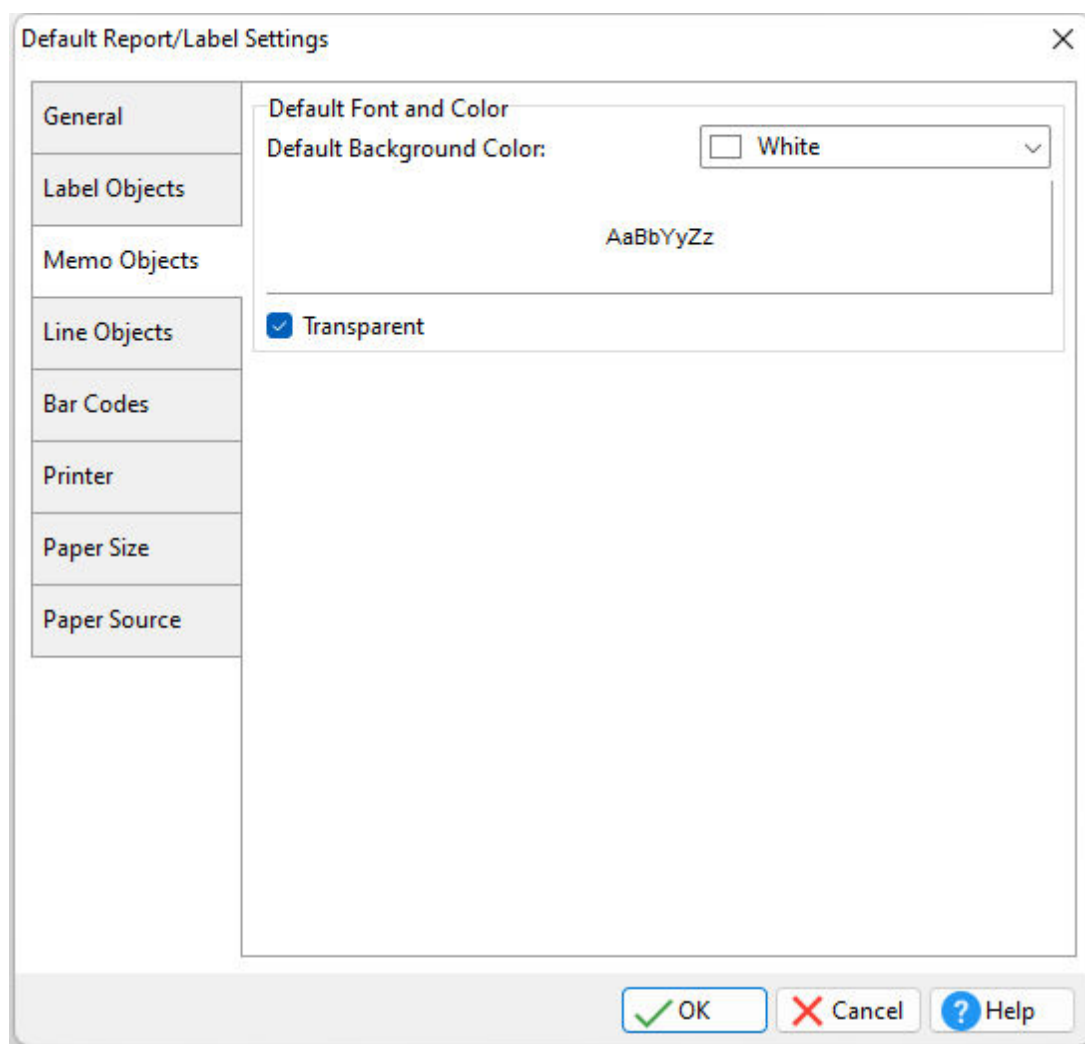 Default Report/Label Settings
General
Label Objects
Memo Objects
Line Objects
Bar Codes
Printer
Paper Size
Paper Source
Default Font and Color
Default Background Color:
White
AaBbYyZz
Transparent
OK
Cancel
? Help